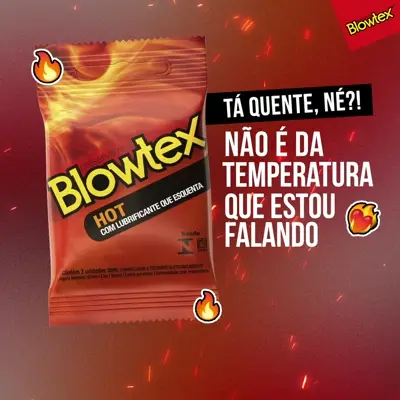 Blowtex
TÁ QUENTE, NÉ?!
NÃO É DA
TEMPERATURA
QUE ESTOU
FALANDO
Blowtex
HOT
COM LUBRIFICANTE QUE ESQUENTA